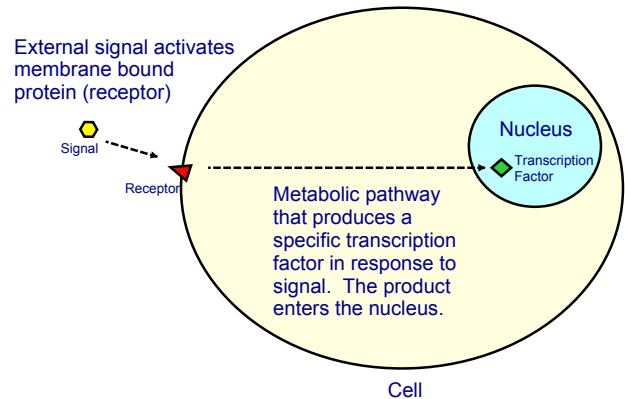 External signal activates
membrane bound
protein (receptor)
Signal
Receptor
Nucleus
Transcription
Factor
Metabolic pathway
that produces a
specific transcription
factor in response to
signal.  The product
enters the nucleus.
Cell